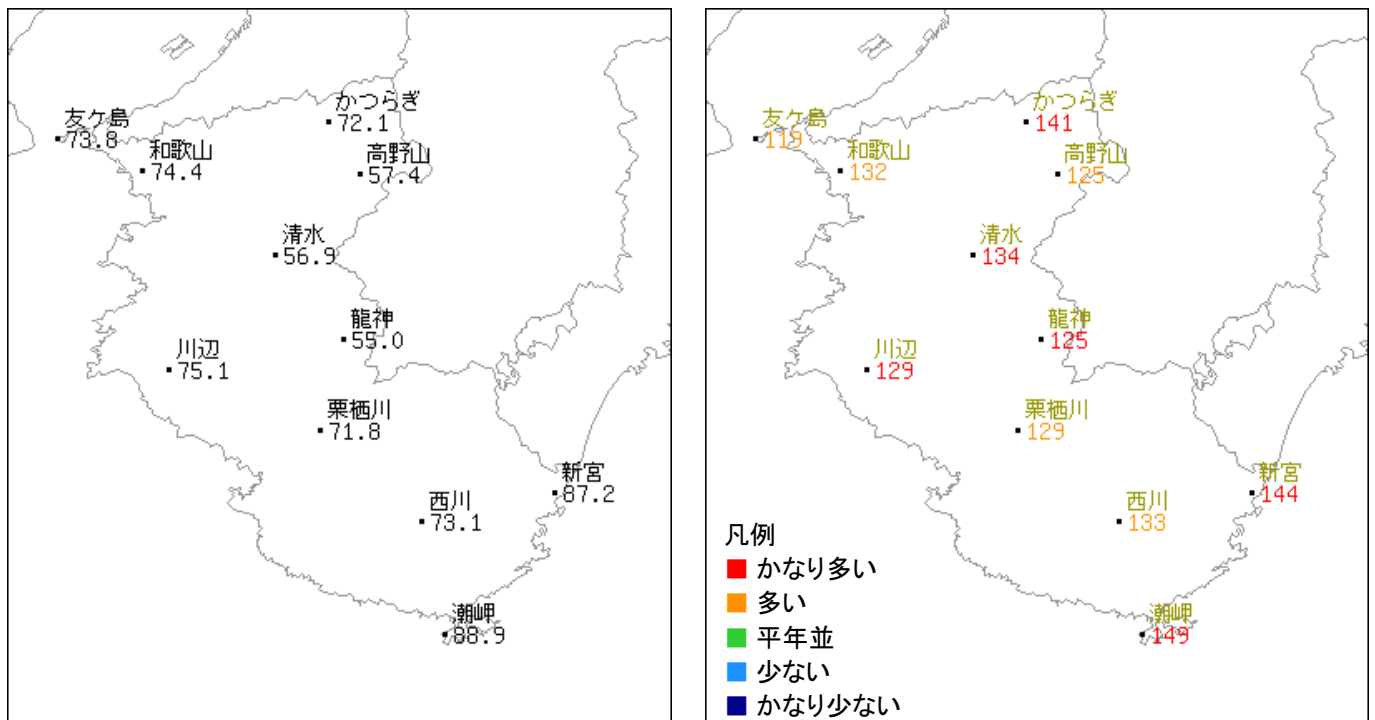 かつらぎ
72.1
友ケ島
73.8
和歌山
74.4
高野山
57.4
清水
56.9
龍神
55.0
川辺
75.1
栗栖川
71.8
新宮
87.2
西川
73.1
潮岬
88.9
かつらぎ
141
友ケ島
119
和歌山
132
高野山
125
清水
134
龍神
125
川辺
129
栗栖川
129
新宮
144
西川
133
潮岬
149
凡例
かなり多い
多い
平年並
少ない
かなり少ない